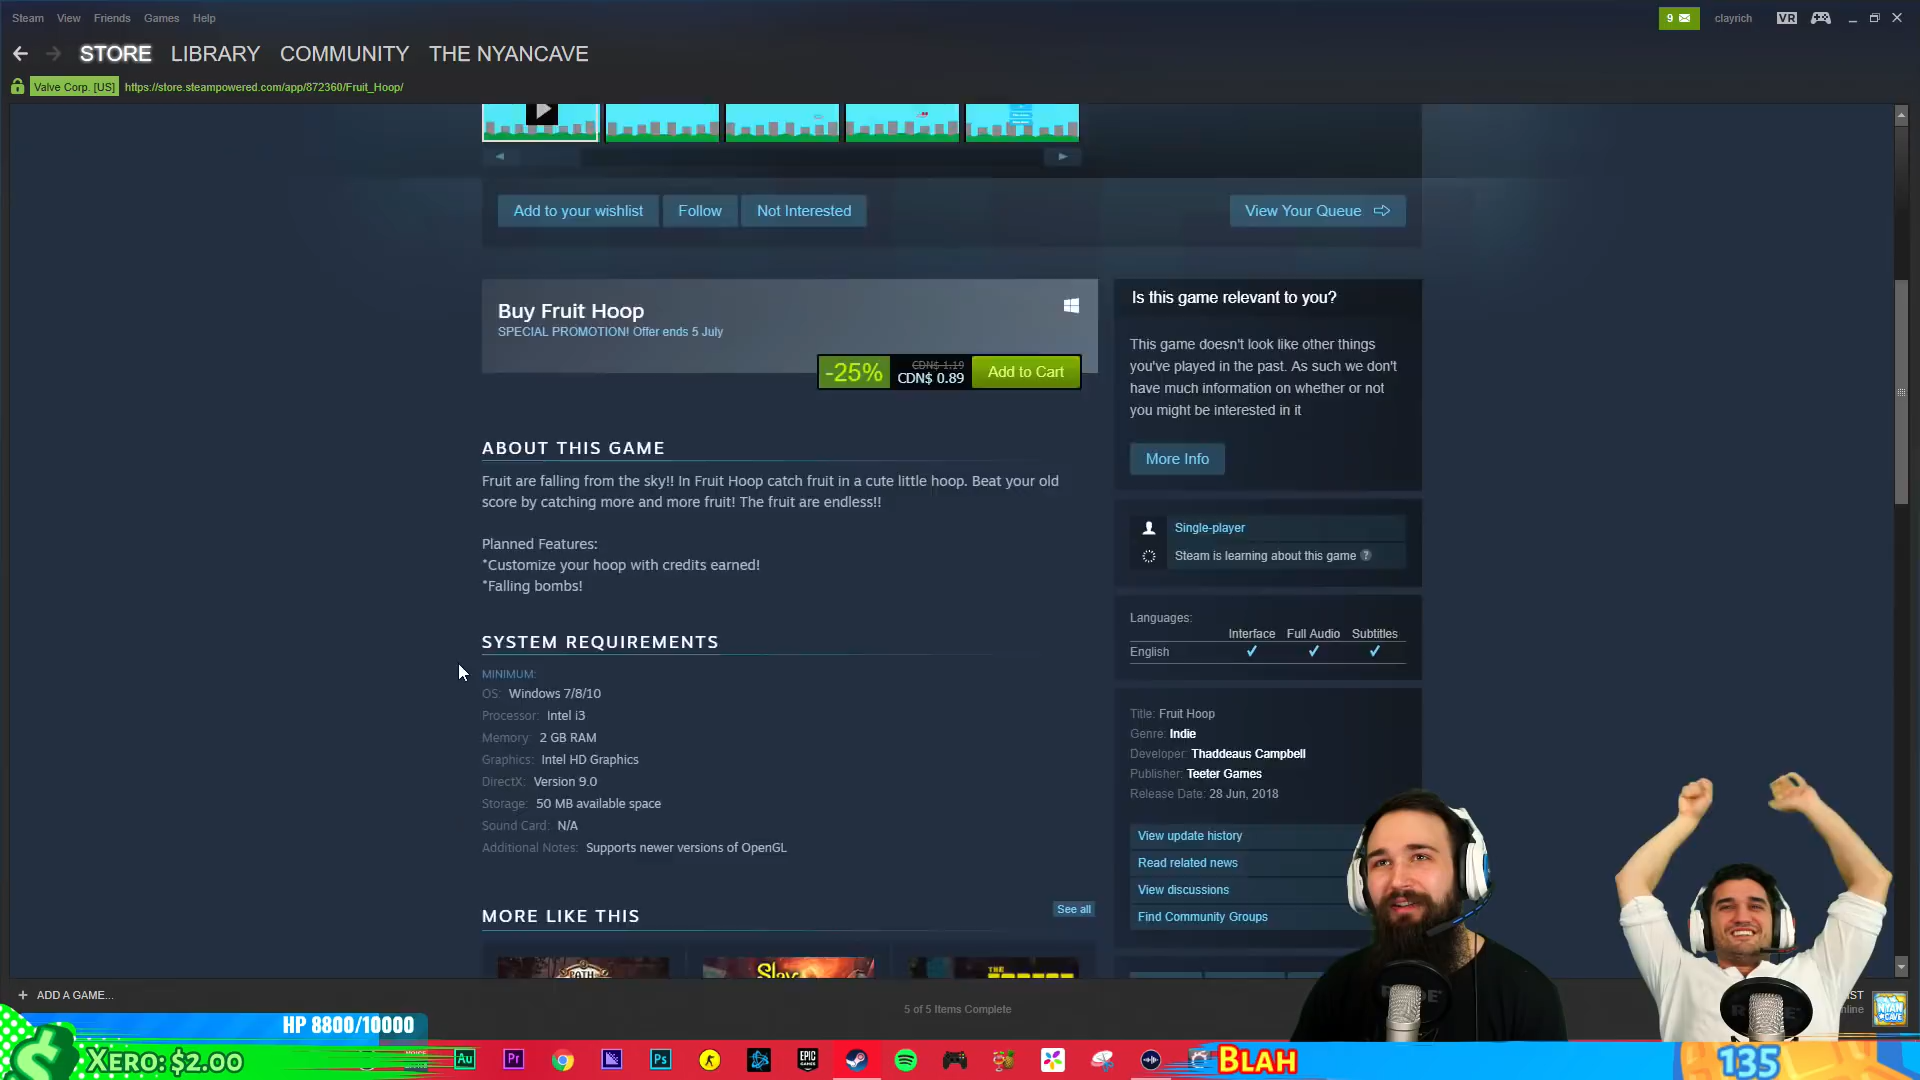 Steam View Friends Games Help
9
clayrich
VR
STORE LIBRARY COMMUNITY THE NYANCAVE
Valve Corp. [US] https://store.steampowered.com/app/872360/Fruit_Hoop/
Add to your wishlist
Follow
Not Interested
View Your Queue
Buy Fruit Hoop
SPECIAL PROMOTION! Offer ends 5 July
-25%
CDN$ 1.19
CDN$ 0.89
Add to Cart
Is this game relevant to you?
This game doesn't look like other things
you've played in the past. As such we don't
have much information on whether or not
you might be interested in it
More Info
ABOUT THIS GAME
Fruit are falling from the sky!! In Fruit Hoop catch fruit in a cute little hoop. Beat your old
score by catching more and more fruit! The fruit are endless!!
Planned Features:
*Customize your hoop with credits earned!
*Falling bombs!
Single-player
Steam is learning about this game ?
Languages:
Interface Full Audio Subtitles
English
SYSTEM REQUIREMENTS
MINIMUM:
OS: Windows 7/8/10
Processor: Intel i3
Memory: 2 GB RAM
Graphics: Intel HD Graphics
DirectX: Version 9.0
Storage: 50 MB available space
Sound Card: N/A
Additional Notes: Supports newer versions of OpenGL
Title: Fruit Hoop
Genre: Indie
Developer: Thaddeaus Campbell
Publisher: Teeter Games
Release Date: 28 Jun, 2018
View update history
Read related news
View discussions
Find Community Groups
MORE LIKE THIS
See all
PATH
Slay
THE FOREST
+ ADD A GAME...
5 of 5 Items Complete
HP 8800/10000
XERO: $2.00
Au
Pr
Ps
EPIC
GAMES
BLAH
135
NYAN
CAVE